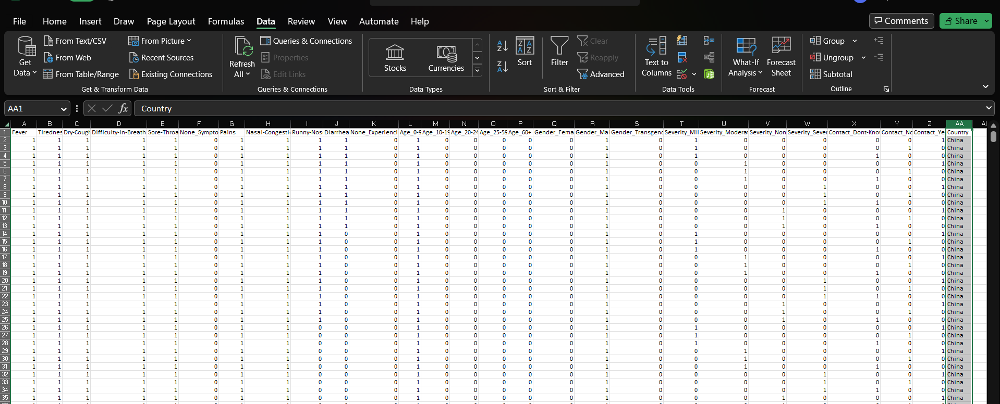 File Home Insert Draw Page Layout Formulas Data Review View Automate Help Comments Share
Get Data
From Text/CSV
From Web
From Table/Range
From Picture
Recent Sources
Existing Connections
Get & Transform Data
Refresh All
Queries & Connections
Properties
Edit Links
Queries & Connections
Stocks
Currencies
Data Types
Sort
Filter
Clear
Reapply
Advanced
Sort & Filter
Text to Columns
Data Tools
What-If Analysis
Forecast Sheet
Forecast
Group
Ungroup
Subtotal
Outline
AA1 fx Country
A B C D E F G H I J K L M N O P Q R S T U V W X Y Z AA
1 Fever Tirednes Dry-Cough Difficulty-in-Breath Sore-Throa None_Sympto Pains Nasal-Congesti Runny-Nos Diarrhea None_Experienci Age_0-9 Age_10-19 Age_20-24 Age_25-59 Age_60+ Gender_Fema Gender_Mal Gender_Transgend Severity_Mil Severity_Moderat Severity_Non Severity_Sever Contact_Dont-Know Contact_No Contact_Ye Country
2 1 1 1 1 1 0 1 1 1 1 0 1 0 0 0 0 0 1 0 1 0 0 0 0 0 1 China
3 1 1 1 1 1 0 1 1 1 1 0 1 0 0 0 0 0 1 0 1 0 0 0 0 1 0 China
4 1 1 1 1 1 0 1 1 1 1 0 1 0 0 0 0 0 1 0 1 0 0 0 1 0 0 China
5 1 1 1 1 1 0 1 1 1 1 0 1 0 0 0 0 0 1 0 0 1 0 0 0 0 1 China
6 1 1 1 1 1 0 1 1 1 1 0 1 0 0 0 0 0 1 0 0 1 0 0 0 1 0 China
7 1 1 1 1 1 0 1 1 1 1 0 1 0 0 0 0 0 1 0 0 1 0 0 1 0 0 China
8 1 1 1 1 1 0 1 1 1 1 0 1 0 0 0 0 0 1 0 0 0 0 1 0 0 1 China
9 1 1 1 1 1 0 1 1 1 1 0 1 0 0 0 0 0 1 0 0 0 0 1 0 1 0 China
10 1 1 1 1 1 0 1 1 1 1 0 1 0 0 0 0 0 1 0 0 0 0 1 1 0 0 China
11 1 1 1 1 1 0 1 1 1 1 0 1 0 0 0 0 0 1 0 0 0 1 0 0 0 1 China
12 1 1 1 1 1 0 1 1 1 1 0 1 0 0 0 0 0 1 0 0 0 1 0 0 1 0 China
13 1 1 1 1 1 0 1 1 1 1 0 1 0 0 0 0 0 1 0 0 0 1 0 1 0 0 China
14 1 1 1 1 1 0 1 1 1 0 0 1 0 0 0 0 0 1 0 1 0 0 0 0 0 1 China
15 1 1 1 1 1 0 1 1 1 0 0 1 0 0 0 0 0 1 0 1 0 0 0 0 1 0 China
16 1 1 1 1 1 0 1 1 1 0 0 1 0 0 0 0 0 1 0 1 0 0 0 1 0 0 China
17 1 1 1 1 1 0 1 1 1 0 0 1 0 0 0 0 0 1 0 0 1 0 0 0 0 1 China
18 1 1 1 1 1 0 1 1 1 0 0 1 0 0 0 0 0 1 0 0 1 0 0 0 1 0 China
19 1 1 1 1 1 0 1 1 1 0 0 1 0 0 0 0 0 1 0 0 1 0 0 1 0 0 China
20 1 1 1 1 1 0 1 1 1 0 0 1 0 0 0 0 0 1 0 0 0 0 1 0 0 1 China
21 1 1 1 1 1 0 1 1 1 0 0 1 0 0 0 0 0 1 0 0 0 0 1 0 1 0 China
22 1 1 1 1 1 0 1 1 1 0 0 1 0 0 0 0 0 1 0 0 0 0 1 1 0 0 China
23 1 1 1 1 1 0 1 1 1 0 0 1 0 0 0 0 0 1 0 0 0 1 0 0 0 1 China
24 1 1 1 1 1 0 1 1 1 0 0 1 0 0 0 0 0 1 0 0 0 1 0 0 1 0 China
25 1 1 1 1 1 0 1 1 1 0 0 1 0 0 0 0 0 1 0 0 0 1 0 1 0 0 China
26 1 1 1 1 1 0 1 1 0 0 0 1 0 0 0 0 0 1 0 1 0 0 0 0 0 1 China
27 1 1 1 1 1 0 1 1 0 0 0 1 0 0 0 0 0 1 0 1 0 0 0 0 1 0 China
28 1 1 1 1 1 0 1 1 0 0 0 1 0 0 0 0 0 1 0 1 0 0 0 1 0 0 China
29 1 1 1 1 1 0 1 1 0 0 0 1 0 0 0 0 0 1 0 0 1 0 0 0 0 1 China
30 1 1 1 1 1 0 1 1 0 0 0 1 0 0 0 0 0 1 0 0 1 0 0 0 1 0 China
31 1 1 1 1 1 0 1 1 0 0 0 1 0 0 0 0 0 1 0 0 1 0 0 1 0 0 China
32 1 1 1 1 1 0 1 1 0 0 0 1 0 0 0 0 0 1 0 0 0 0 1 0 0 1 China
33 1 1 1 1 1 0 1 1 0 0 0 1 0 0 0 0 0 1 0 0 0 0 1 0 1 0 China
34 1 1 1 1 1 0 1 1 0 0 0 1 0 0 0 0 0 1 0 0 0 0 1 1 0 0 China
35 1 1 1 1 1 0 1 1 0 0 0 1 0 0 0 0 0 1 0 0 0 1 0 0 0 1 China